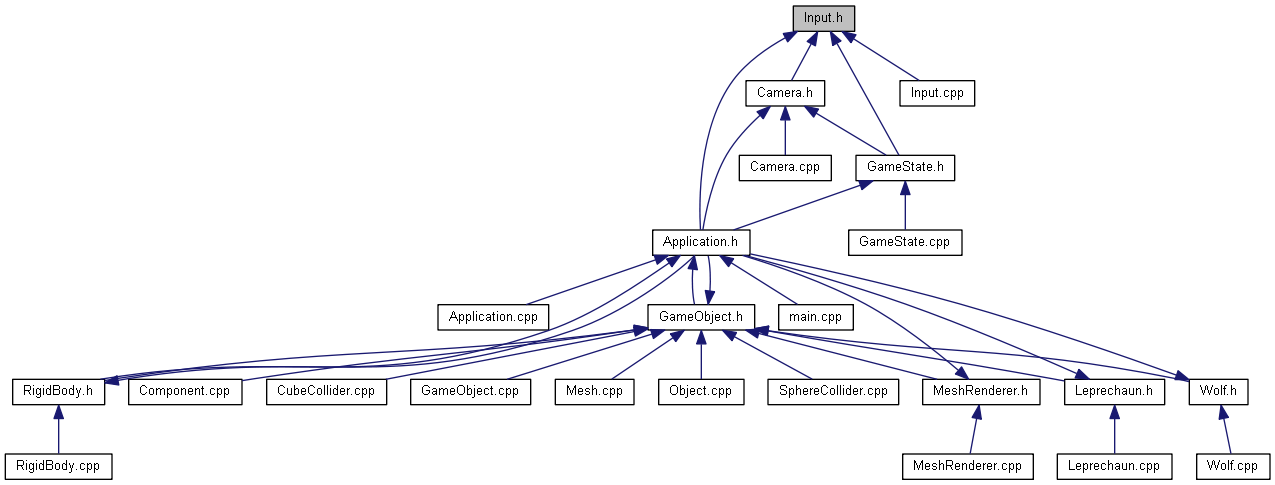 Input.h
Camera.h
Input.cpp
Camera.cpp
GameState.h
Application.h
GameState.cpp
Application.cpp
GameObject.h
main.cpp
RigidBody.h
Component.cpp
CubeCollider.cpp
GameObject.cpp
Mesh.cpp
Object.cpp
SphereCollider.cpp
MeshRenderer.h
Leprechaun.h
Wolf.h
RigidBody.cpp
MeshRenderer.cpp
Leprechaun.cpp
Wolf.cpp